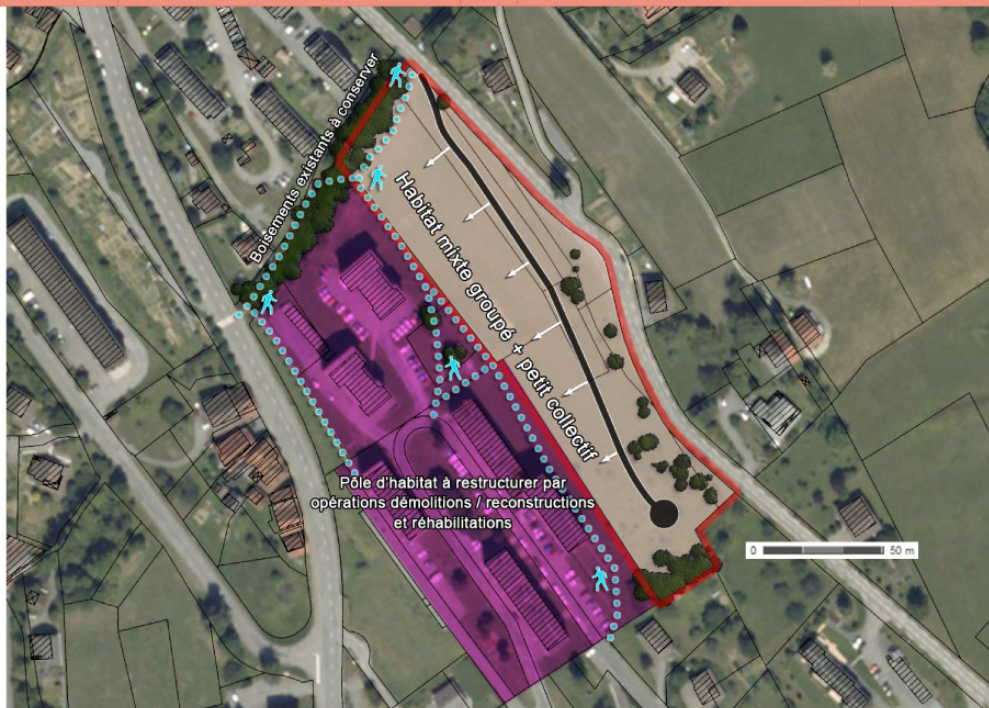 Boisements existants à conserver
Habitat mixte groupé + petit collectif
Pôle d'habitat à restructurer par
opérations démolitions / reconstructions
et réhabilitations
0 50 m